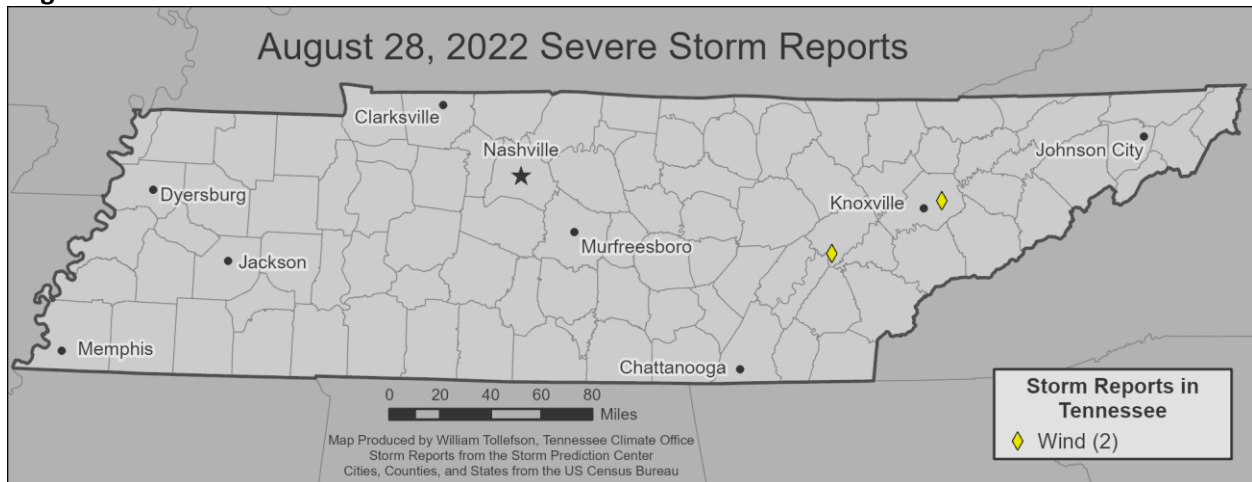 August 28, 2022 Severe Storm Reports
Clarksville
Nashville
Johnson City
Dyersburg
Knoxville
Murfreesboro
Jackson
Memphis
Chattanooga
0 20 40 60 80
Miles
Map Produced by William Tollefson, Tennessee Climate Office
Storm Reports from the Storm Prediction Center
Cities, Counties, and States from the US Census Bureau
Storm Reports in
Tennessee
Wind (2)